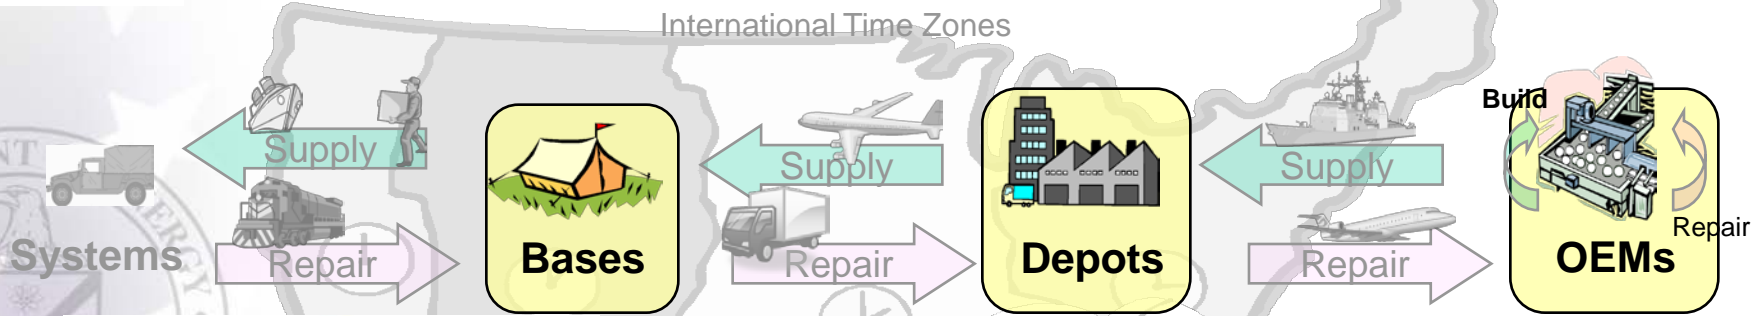 International Time Zones
Build
Supply
Supply
Supply
Repair
Systems
Repair
Bases
Repair
Depots
Repair
OEMs